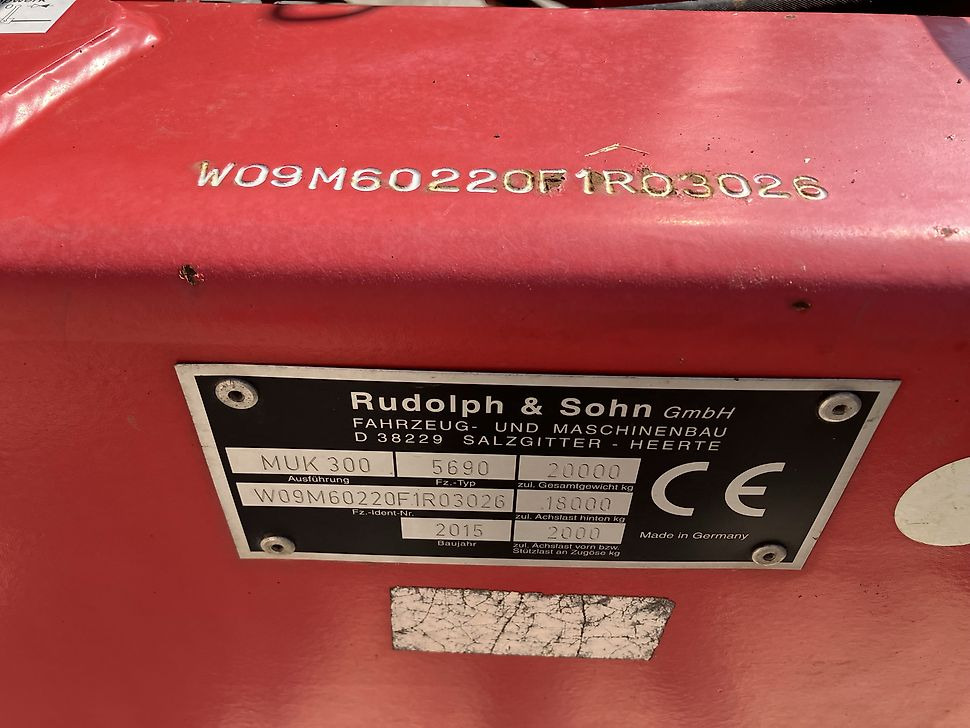 W09M60220F1R03026
Rudolph & Sohn GmbH
FAHRZEUG- UND MASCHINENBAU
D 38229 SALZGITTER - HEERTE
MUK 300 5690 20000
Ausführung Fz.-Typ zul. Gesamtgewicht kg
W09M60220F1R03026 18000
Fz.-Ident-Nr. zul. Achslast hinten kg
2015 2000
Baujahr zul. Achslast vorn bzw.
Stützlast an Zugöse kg
CE
Made in Germany